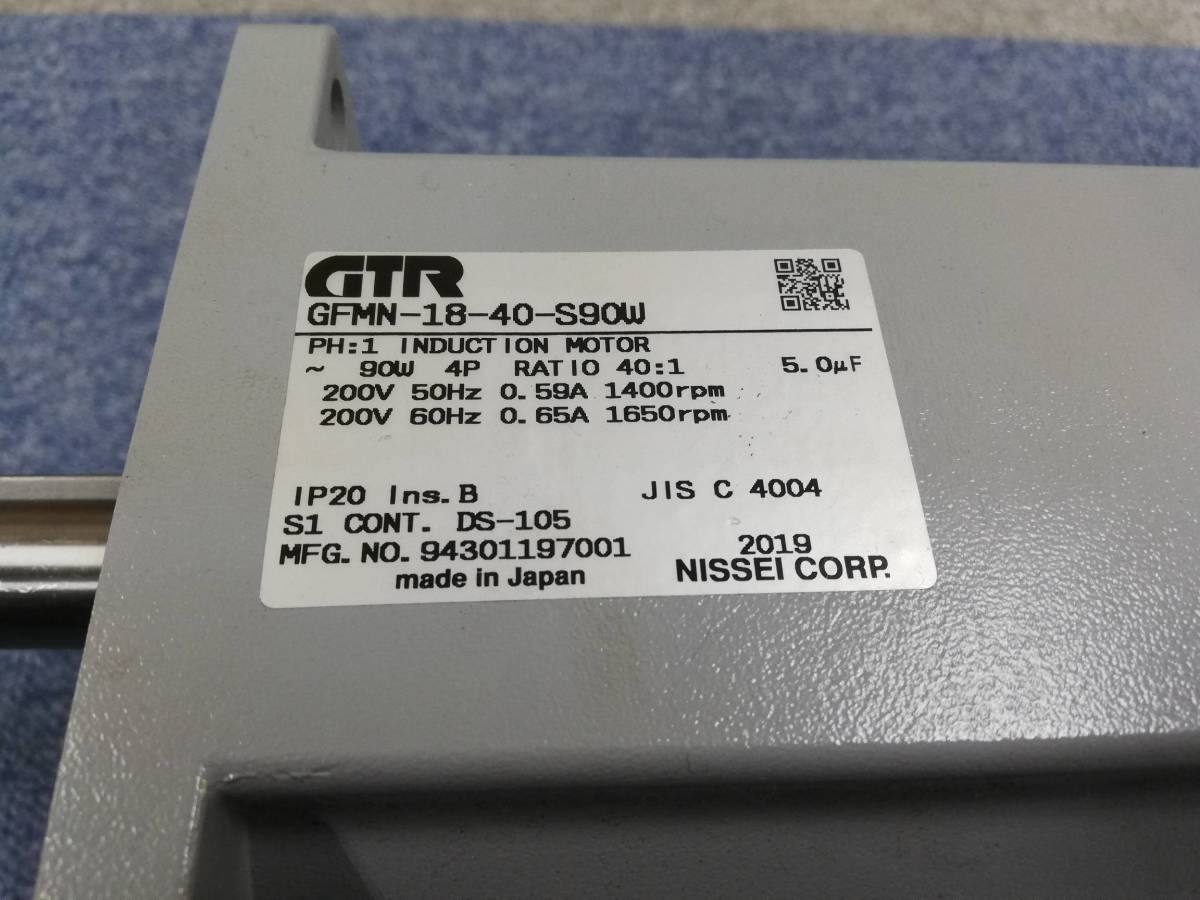 GTR
GFMN-18-40-S90W
PH:1 INDUCTION MOTOR
~ 90W 4P RATIO 40:1 5.0µF
200V 50Hz 0.59A 1400rpm
200V 60Hz 0.65A 1650rpm
IP20 Ins.B JIS C 4004
S1 CONT. DS-105
MFG.NO.94301197001 2019
made in Japan NISSEI CORP.